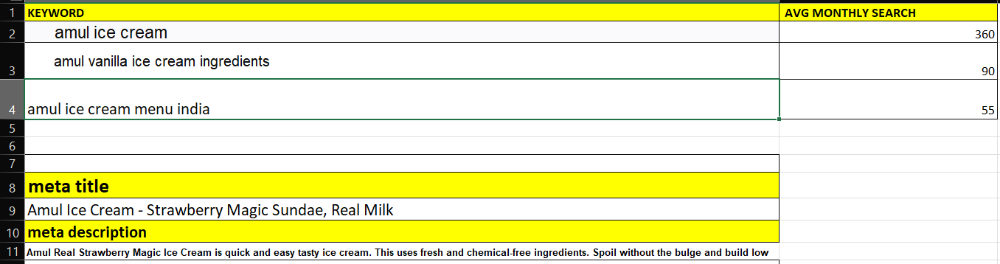 1 KEYWORD AVG MONTHLY SEARCH
2 amul ice cream 360
3 amul vanilla ice cream ingredients 90
4 amul ice cream menu india 55
5
6
7
8 meta title
9 Amul Ice Cream - Strawberry Magic Sundae, Real Milk
10 meta description
11 Amul Real Strawberry Magic Ice Cream is quick and easy tasty ice cream. This uses fresh and chemical-free ingredients. Spoil without the bulge and build low